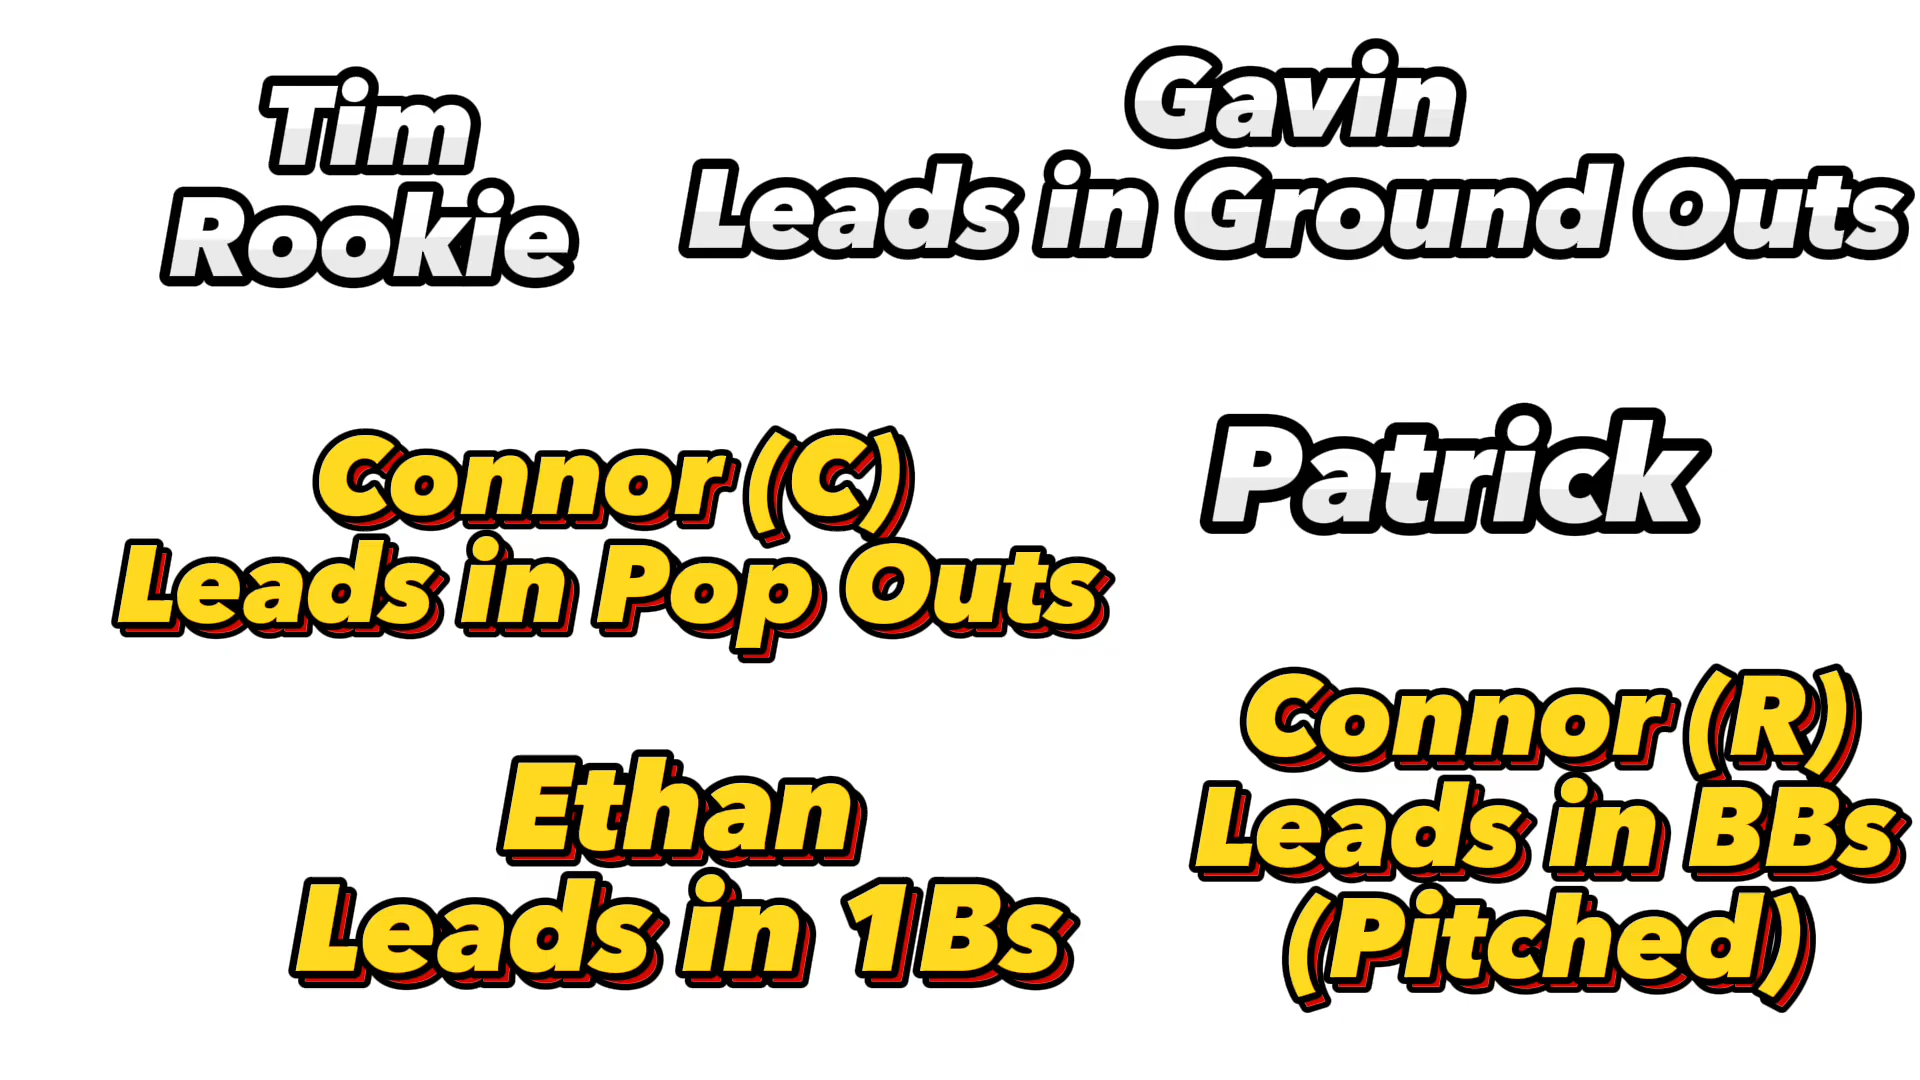 Tim
Rookie
Gavin
Leads in Ground Outs
Connor (C)
Leads in Pop Outs
Patrick
Ethan
Leads in 1Bs
Connor (R)
Leads in BBs
(Pitched)